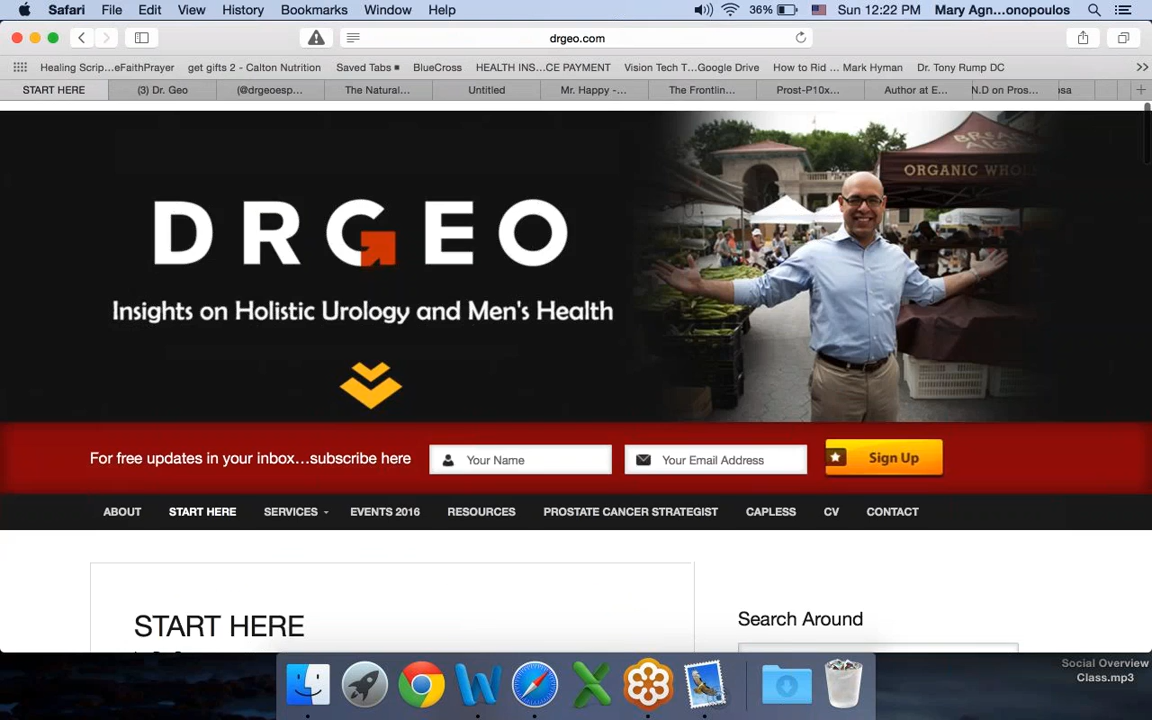 Safari File Edit View History Bookmarks Window Help 36% Sun 12:22 PM Mary Agn...onopoulos
drgeo.com
Healing Scrip...eFaithPrayer get gifts 2 - Calton Nutrition Saved Tabs BlueCross HEALTH INS...CE PAYMENT Vision Tech T...Google Drive How to Rid ... Mark Hyman Dr. Tony Rump DC
START HERE (3) Dr. Geo (@drgeoesp... The Natural... Untitled Mr. Happy -... The Frontlin... Prost-P10x... Author at E... N.D on Pros... nsa
ORGANIC WHO
DRGEO
Insights on Holistic Urology and Men's Health
For free updates in your inbox...subscribe here Your Name Your Email Address Sign Up
ABOUT START HERE SERVICES EVENTS 2016 RESOURCES PROSTATE CANCER STRATEGIST CAPLESS CV CONTACT
START HERE
Search Around
Social Overview
Class.mp3